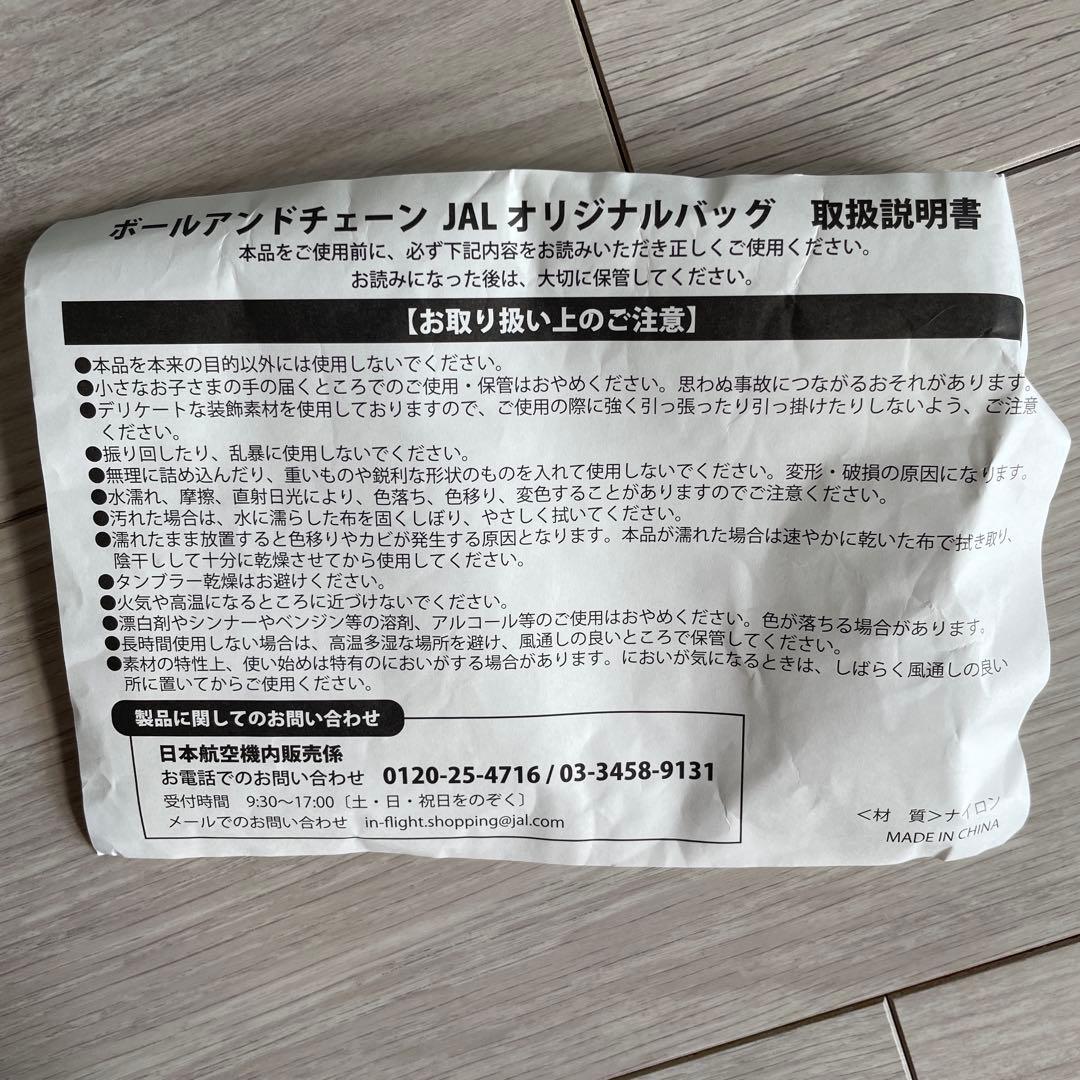 ボールアンドチェーン JAL オリジナルバッグ　取扱説明書
本品をご使用前に、必ず下記内容をお読みいただき正しくご使用ください。
お読みになった後は、大切に保管してください。
【お取り扱い上のご注意】
●本品を本来の目的以外には使用しないでください。
●小さなお子さまの手の届くところでのご使用・保管はおやめください。思わぬ事故につながるおそれがあります。
●デリケートな装飾素材を使用しておりますので、ご使用の際に強く引っ張ったり引っ掛けたりしないよう、ご注意
ください。
●振り回したり、乱暴に使用しないでください。
●無理に詰め込んだり、重いものや鋭利な形状のものを入れて使用しないでください。変形・破損の原因になります。
●水濡れ、摩擦、直射日光により、色落ち、色移り、変色することがありますのでご注意ください。
●汚れた場合は、水に濡らした布を固くしぼり、やさしく拭いてください。
●濡れたまま放置すると色移りやカビが発生する原因となります。本品が濡れた場合は速やかに乾いた布で拭き取り、
陰干しして十分に乾燥させてから使用してください。
●タンブラー乾燥はお避けください。
●火気や高温になるところに近づけないでください。
●漂白剤やシンナーやベンジン等の溶剤、アルコール等のご使用はおやめください。色が落ちる場合があります。
●長時間使用しない場合は、高温多湿な場所を避け、風通しの良いところで保管してください。
●素材の特性上、使い始めは特有のにおいがする場合があります。においが気になるときは、しばらく風通しの良い
所に置いてからご使用ください。
製品に関してのお問い合わせ
日本航空機内販売係
お電話でのお問い合わせ　0120-25-4716 / 03-3458-9131
受付時間　9:30～17:00〔土・日・祝日をのぞく〕
メールでのお問い合わせ　in-flight.shopping@jal.com
＜材　質＞ナイロン
MADE IN CHINA